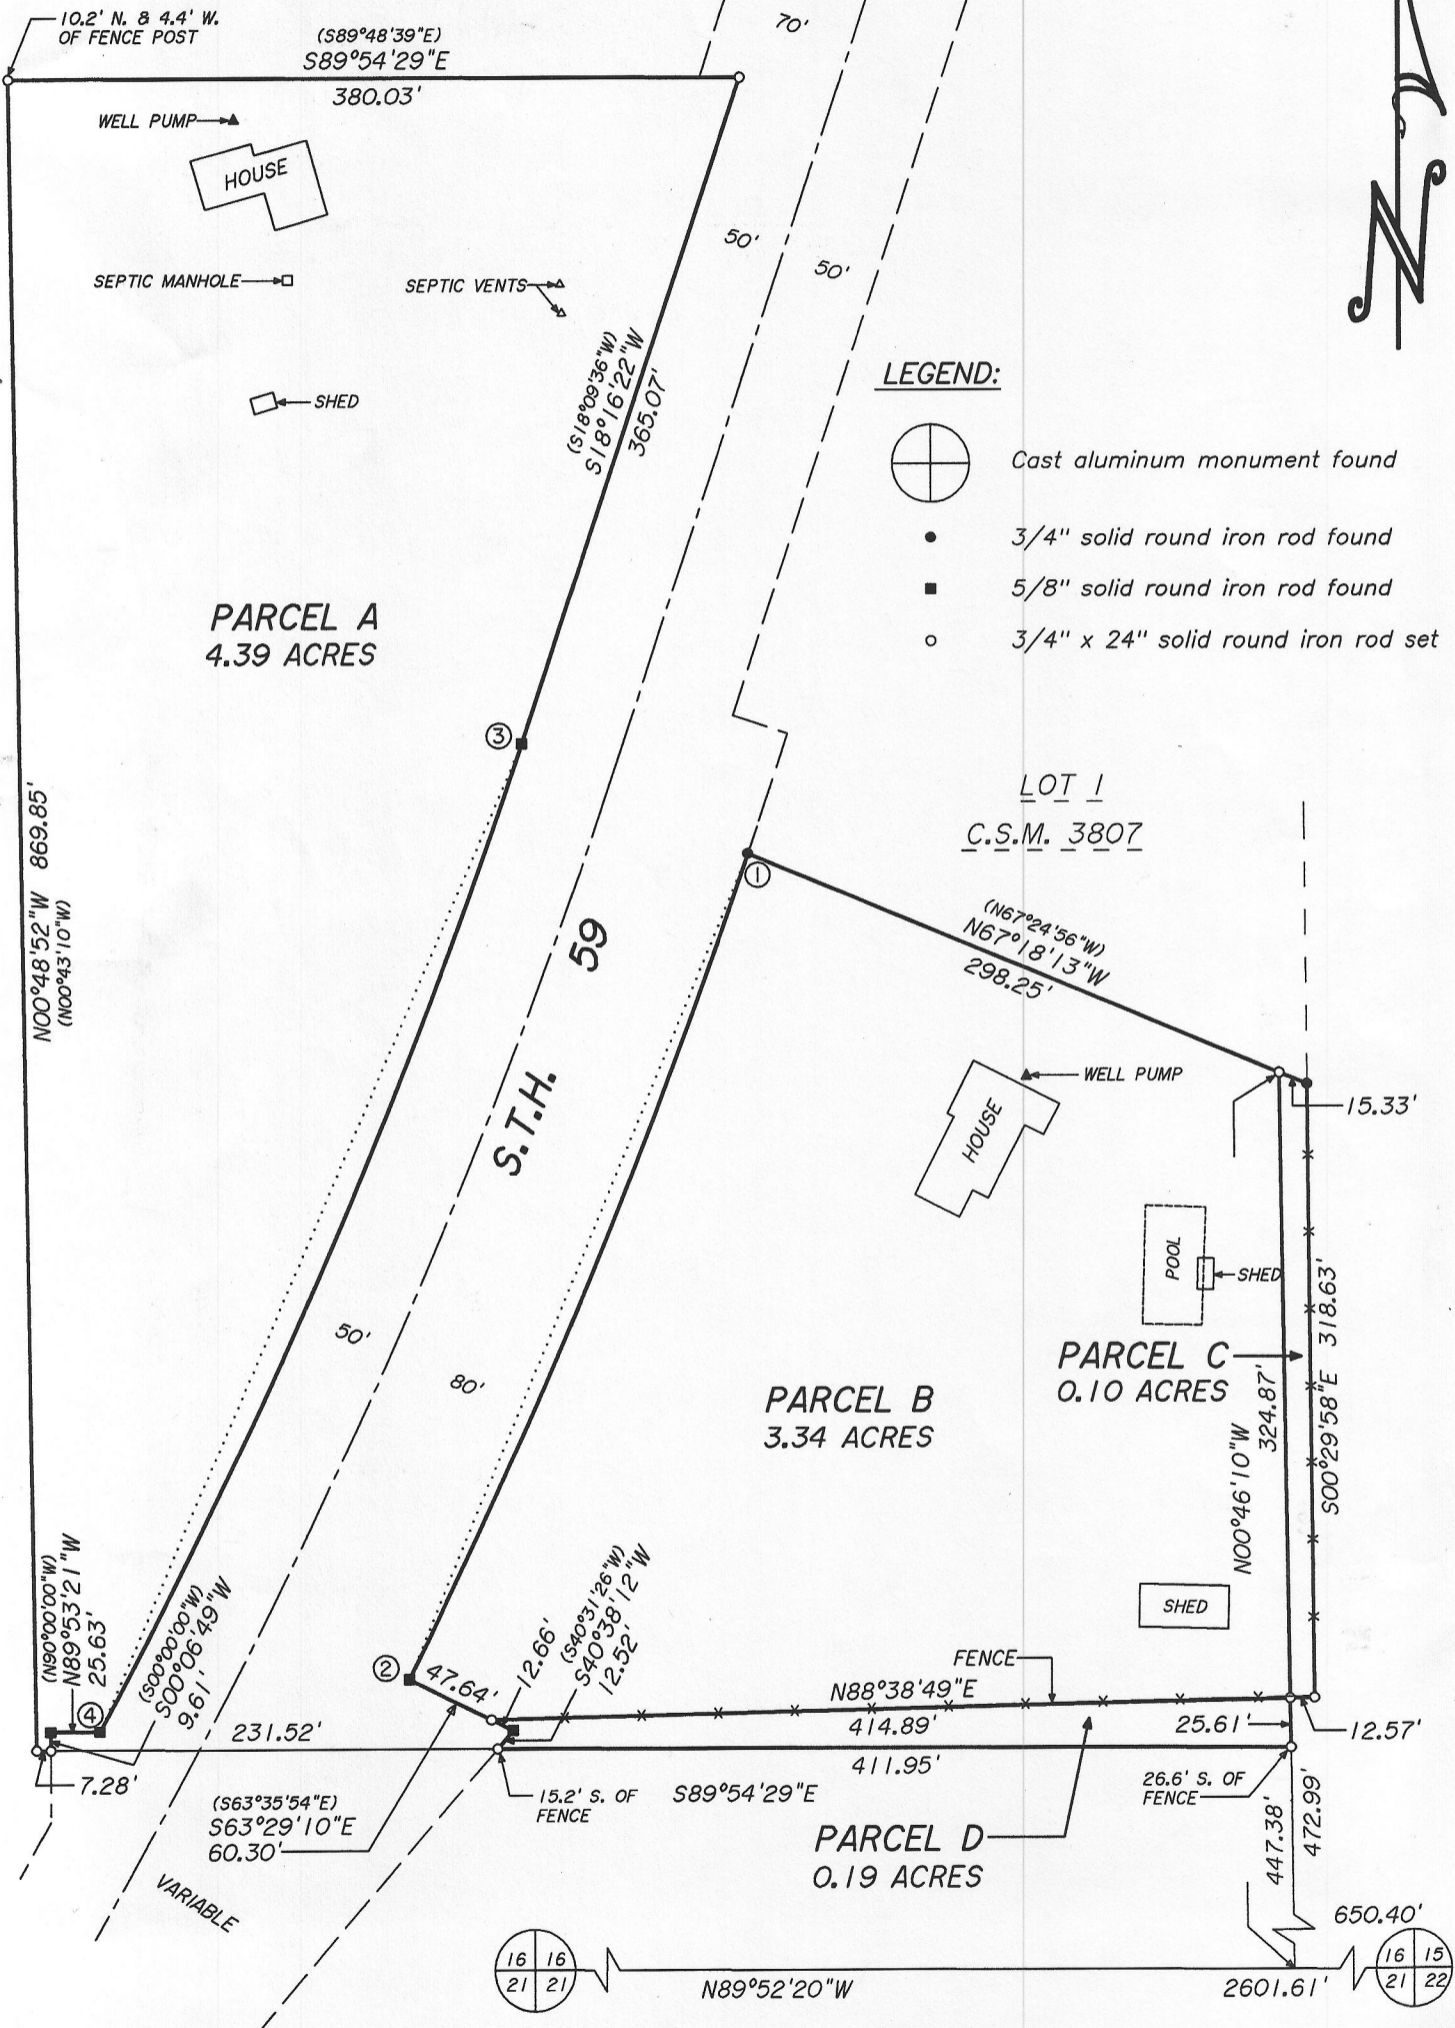 10.2' N. & 4.4' W.
OF FENCE POST
(S89°48'39"E)
S89°54'29"E
380.03'
70'
N
WELL PUMP
HOUSE
SEPTIC MANHOLE
SEPTIC VENTS
SHED
50'
50'
(S18°09'36"W)
S18°16'22"W
365.07'
LEGEND:
Cast aluminum monument found
3/4" solid round iron rod found
5/8" solid round iron rod found
3/4" x 24" solid round iron rod set
PARCEL A
4.39 ACRES
3
LOT 1
C.S.M. 3807
1
N00°48'52"W 869.85'
(N00°43'10"W)
S.T.H. 59
(N67°24'56"W)
N67°18'13"W
298.25'
WELL PUMP
HOUSE
15.33'
POOL
SHED
S00°29'58"E 318.63'
PARCEL C
0.10 ACRES
N00°46'10"W
324.87'
50'
80'
PARCEL B
3.34 ACRES
SHED
(N90°00'00"W)
N89°53'21"W
25.63'
4
(S00°00'00"W)
S00°06'49"W
9.61'
2
47.64'
12.66'
(S40°31'26"W)
S40°38'12"W
12.52'
FENCE
N88°38'49"E
414.89'
25.61'
12.57'
231.52'
7.28'
411.95'
S89°54'29"E
15.2' S. OF
FENCE
26.6' S. OF
FENCE
(S63°35'54"E)
S63°29'10"E
60.30'
VARIABLE
PARCEL D
0.19 ACRES
447.38'
472.99'
650.40'
16 16
21 21
N89°52'20"W
2601.61'
16 15
21 22